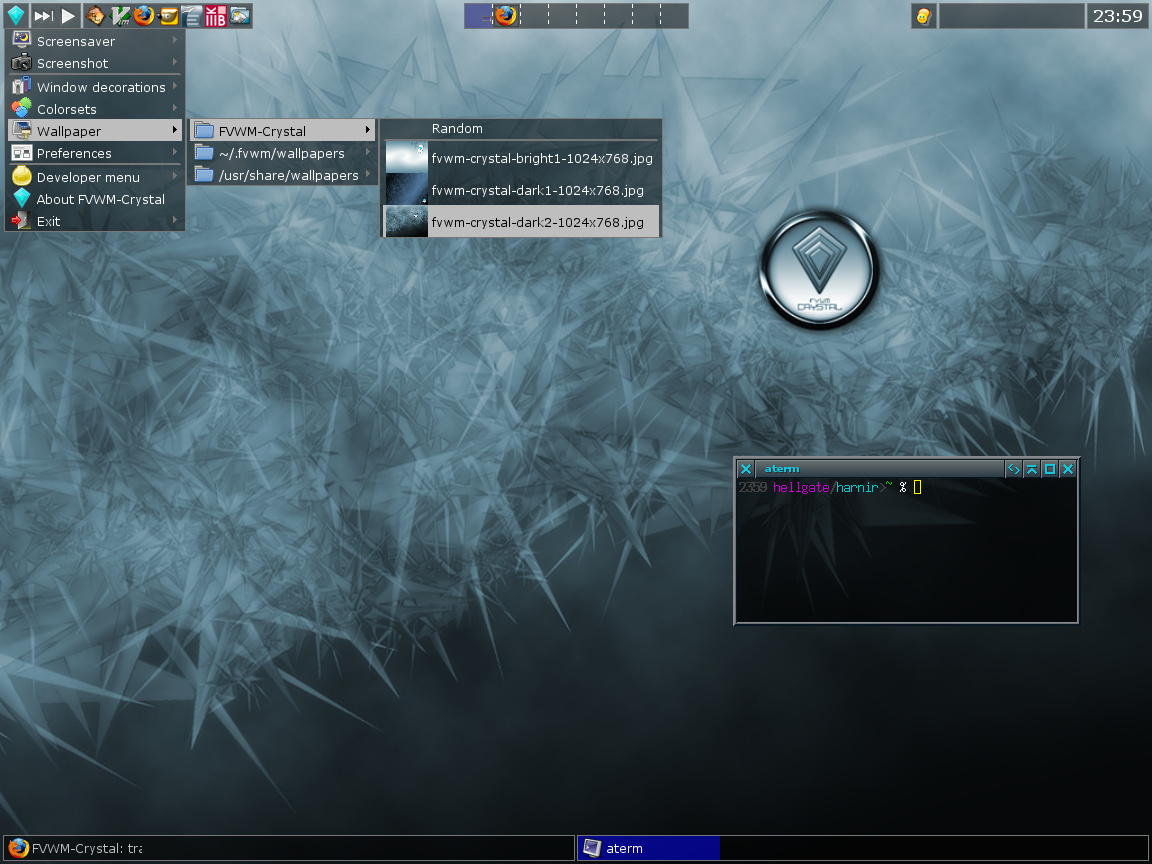 23:59
Screensaver
Screenshot
Window decorations
Colorsets
Wallpaper
Preferences
Developer menu
About FVWM-Crystal
Exit
FVWM-Crystal
~/.fvwm/wallpapers
/usr/share/wallpapers
Random
fvwm-crystal-bright1-1024x768.jpg
fvwm-crystal-dark1-1024x768.jpg
fvwm-crystal-dark2-1024x768.jpg
FVWM
CRYSTAL
aterm
2359 hellgate/harnir>~ %
FVWM-Crystal: tra
aterm